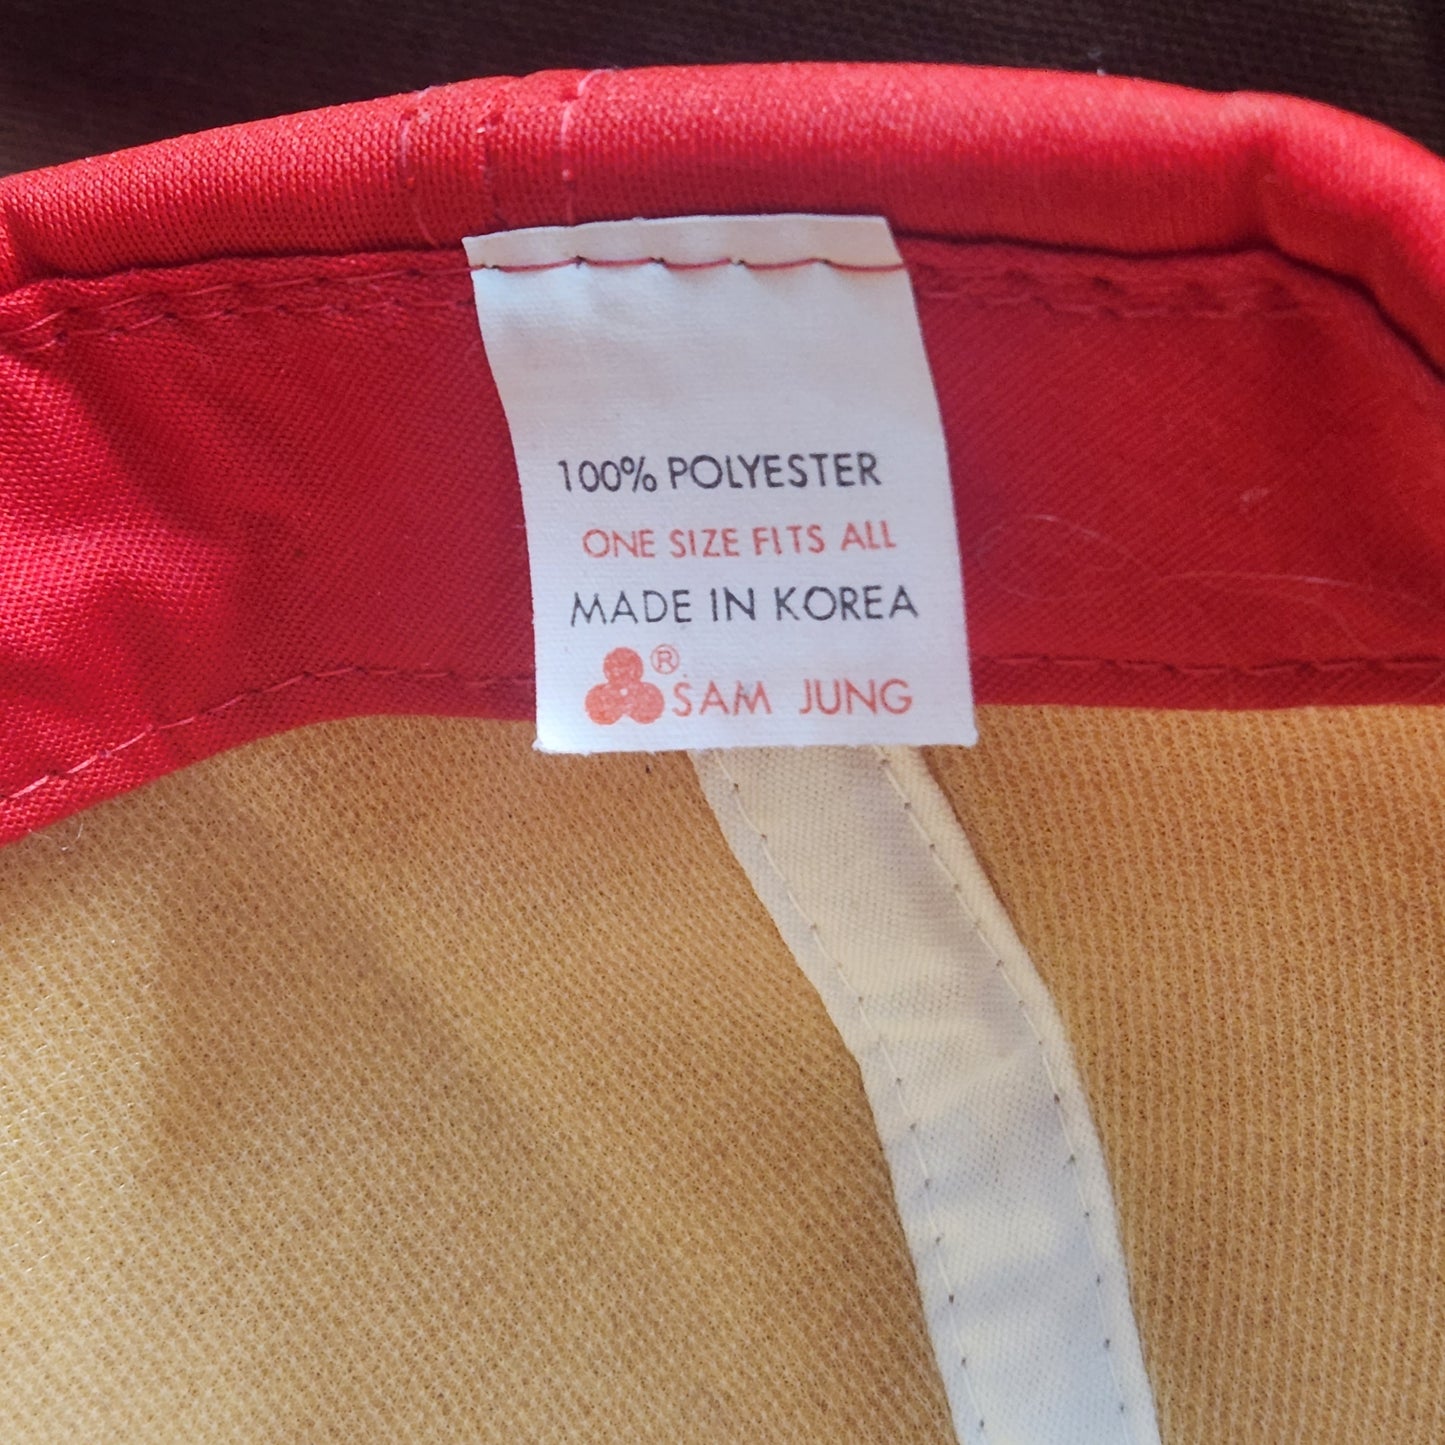 100% POLYESTER
ONE SIZE FITS ALL
MADE IN KOREA
® SAM JUNG